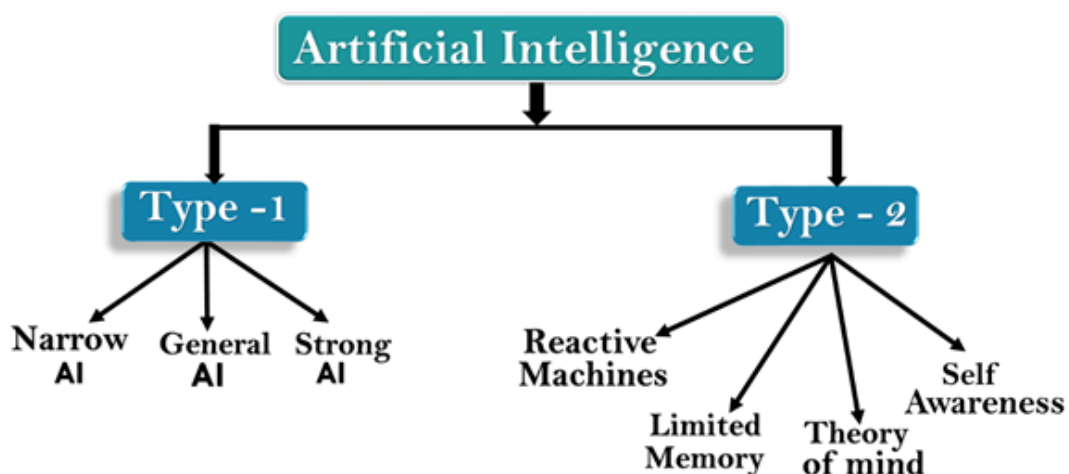 Artificial Intelligence
Type -1
Type - 2
Narrow
AI
General
AI
Strong
AI
Reactive
Machines
Limited
Memory
Theory
of mind
Self
Awareness